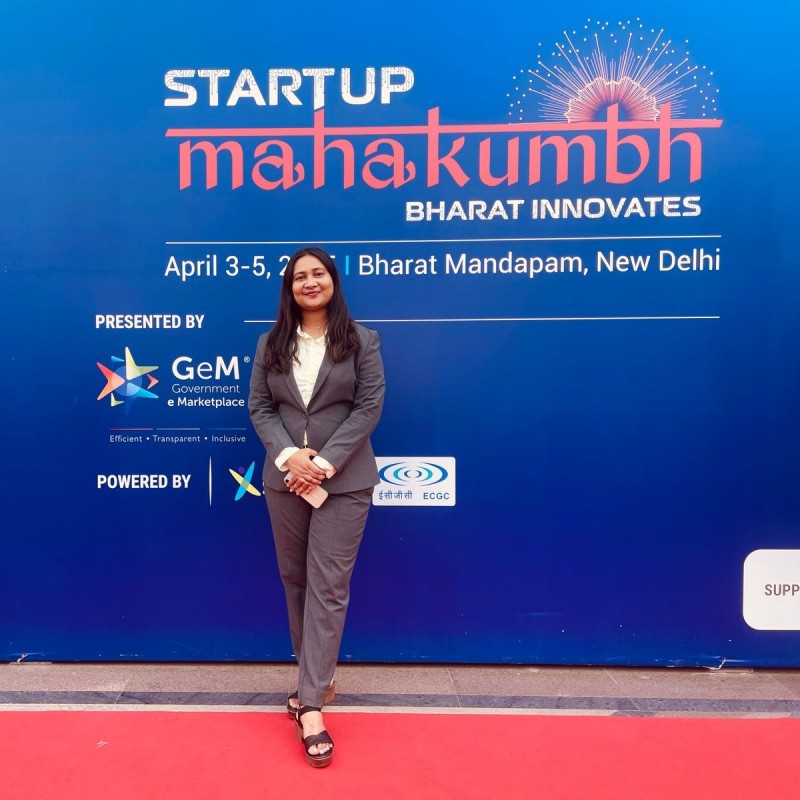 STARTUP
mahakumbh
BHARAT INNOVATES
April 3-5, 2 | Bharat Mandapam, New Delhi
PRESENTED BY
GeM®
Government
e Marketplace
Efficient • Transparent • Inclusive
POWERED BY
ईसीजीसी ECGC
SUPP